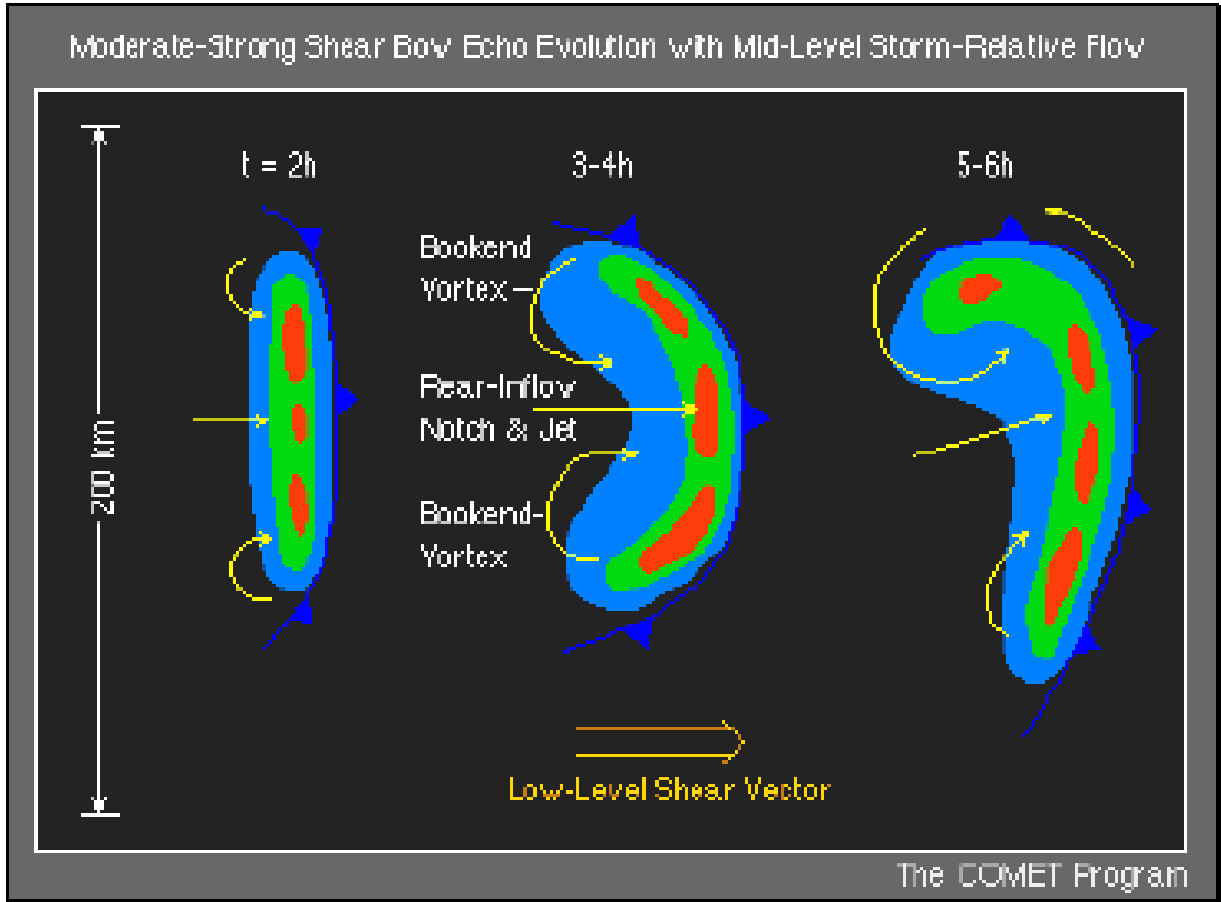 Moderate-Strong Shear Bow Echo Evolution with Mid-Level Storm-Relative Flow
t = 2h
3-4h
5-6h
Bookend
Vortex
Rear-Inflow
Notch & Jet
Bookend
Vortex
200 km
Low-Level Shear Vector
The COMET Program